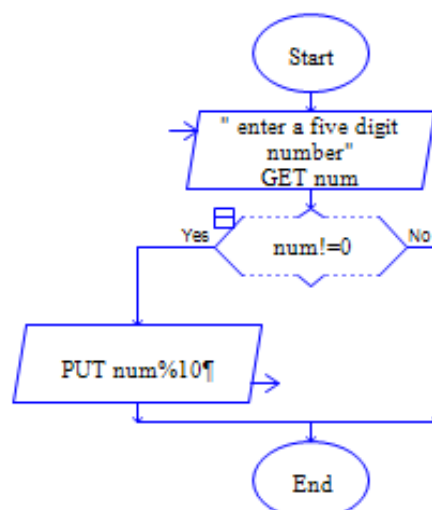 Start
" enter a five digit
number"
GET num
Yes
num!=0
No
PUT num%10¶
End